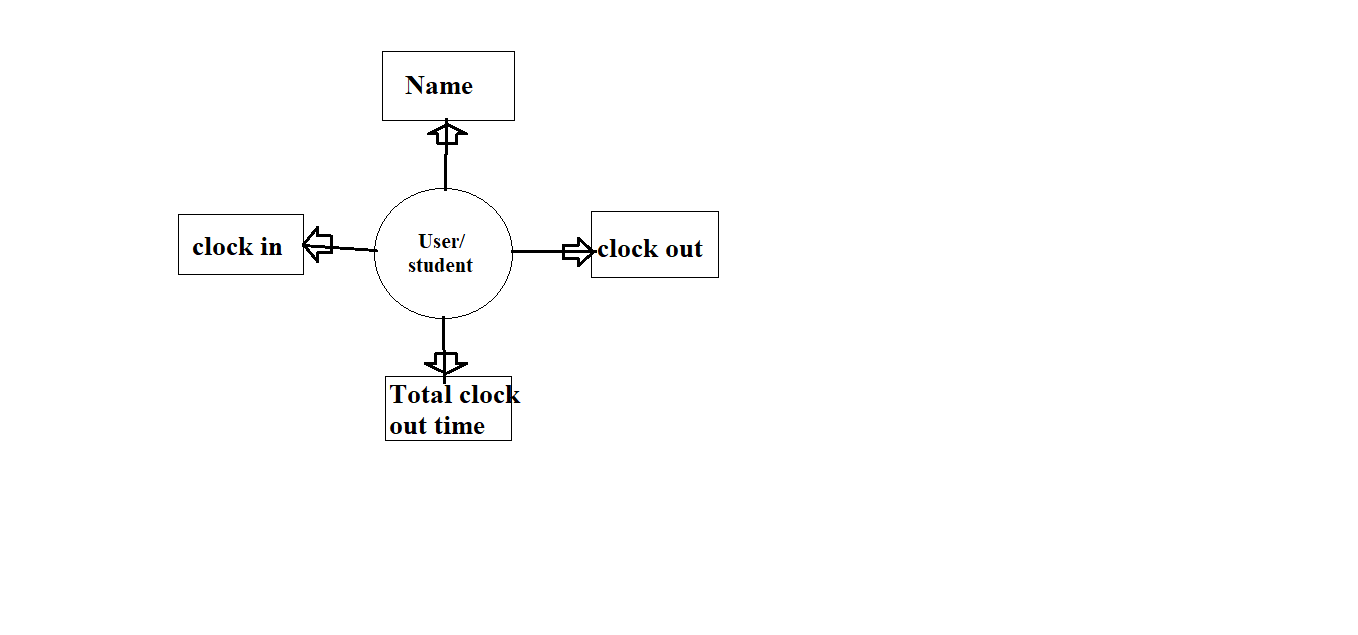 Name
clock in
User/
student
clock out
Total clock
out time